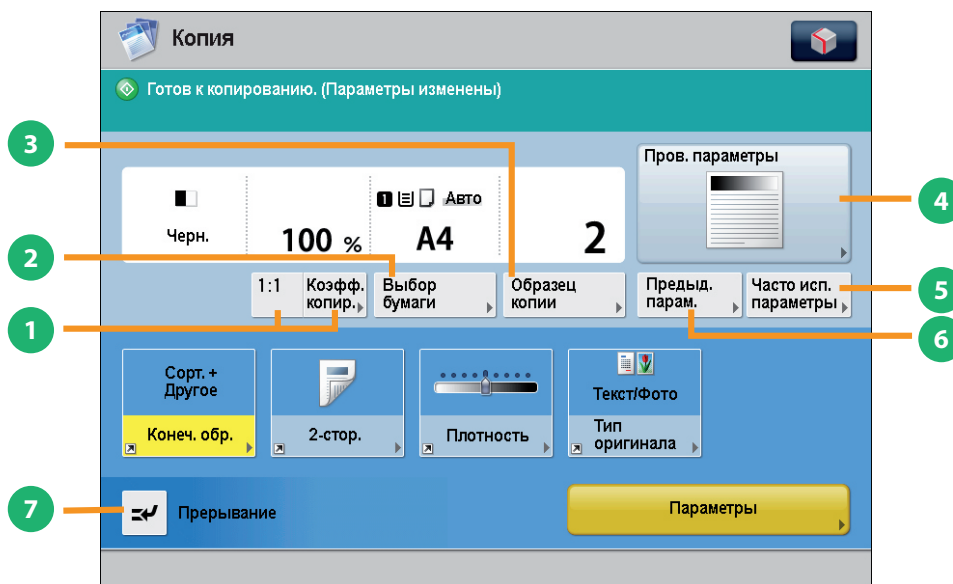 Копия
Готов к копированию. (Параметры изменены)
3
Пров. параметры
4
1 Авто
Черн.
100 %
A4
2
2
1:1
Коэфф.
копир.
Выбор
бумаги
Образец
копии
Предыд.
парам.
Часто исп.
параметры
5
1
6
Сорт. +
Другое
Конеч. обр.
2-стор.
Плотность
Текст/Фото
Тип
оригинала
7
Прерывание
Параметры